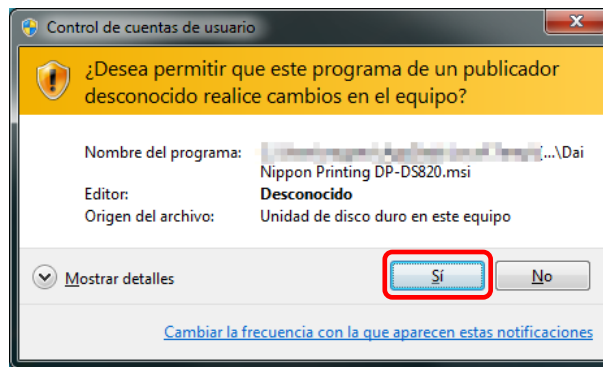 Control de cuentas de usuario
¿Desea permitir que este programa de un publicador
desconocido realice cambios en el equipo?
Nombre del programa: ...\Dai
Nippon Printing DP-DS820.msi
Editor: Desconocido
Origen del archivo: Unidad de disco duro en este equipo
Mostrar detalles Sí No
Cambiar la frecuencia con la que aparecen estas notificaciones